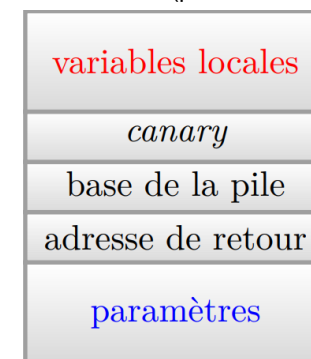 variables locales
canary
base de la pile
adresse de retour
paramètres